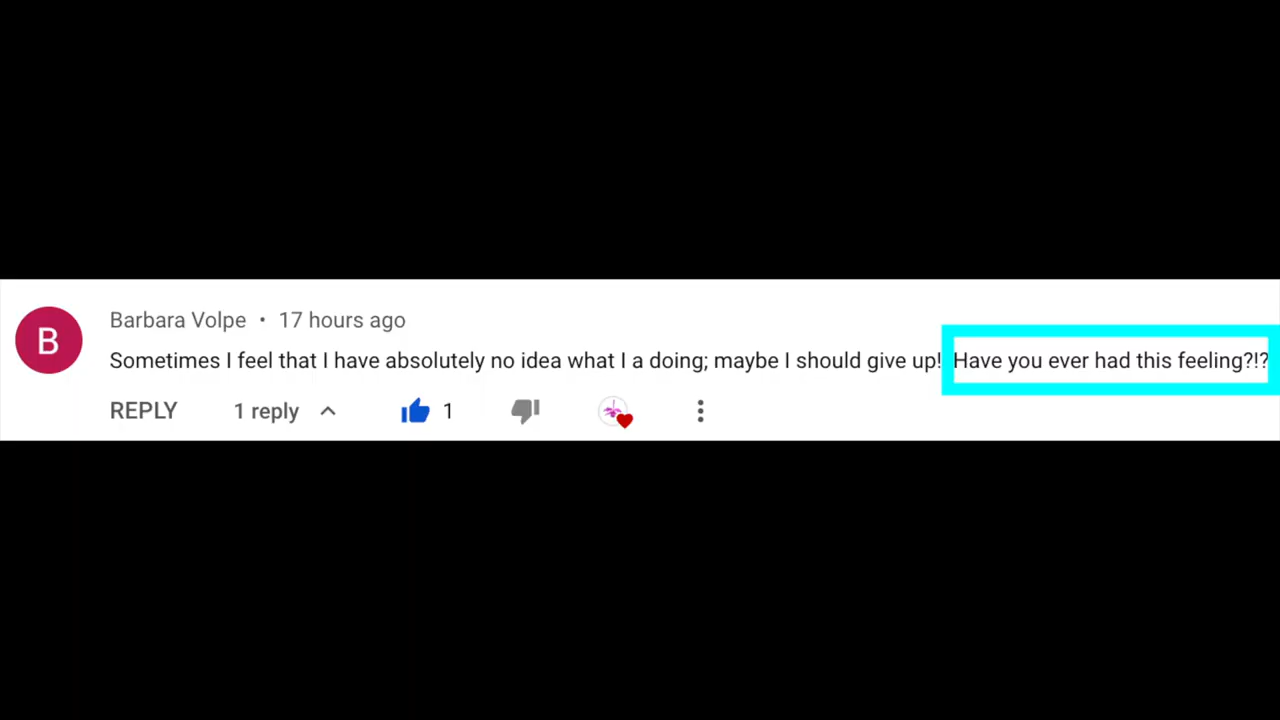 B
Barbara Volpe • 17 hours ago
Sometimes I feel that I have absolutely no idea what I a doing; maybe I should give up! Have you ever had this feeling?!?
REPLY 1 reply 1